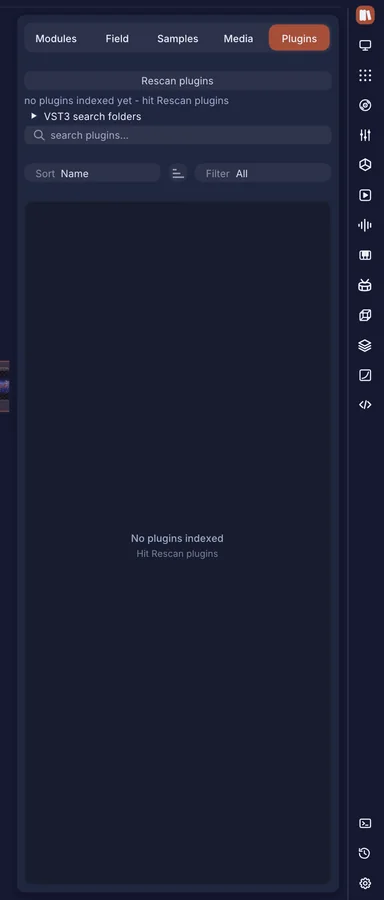 Modules Field Samples Media Plugins
Rescan plugins
no plugins indexed yet - hit Rescan plugins
VST3 search folders
search plugins...
Sort Name Filter All
No plugins indexed
Hit Rescan plugins